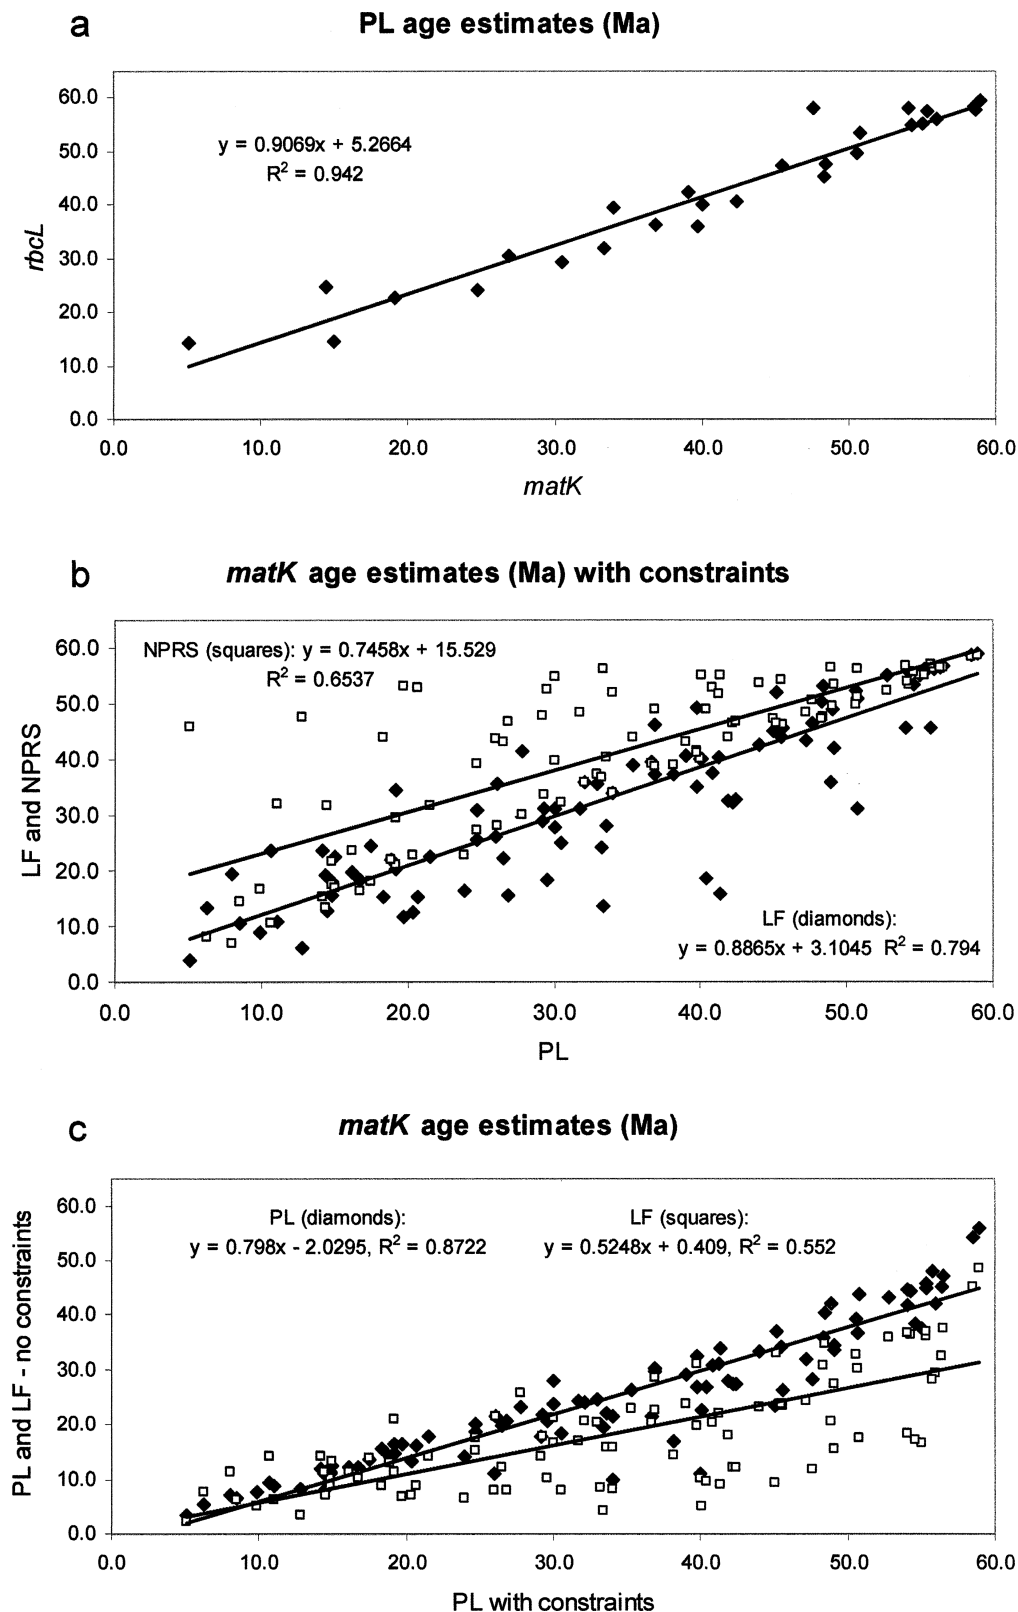 a
PL age estimates (Ma)
60.0
50.0
40.0
30.0
20.0
10.0
0.0
rbcL
y = 0.9069x + 5.2664
R² = 0.942
0.0 10.0 20.0 30.0 40.0 50.0 60.0
matK
b
matK age estimates (Ma) with constraints
60.0
50.0
40.0
30.0
20.0
10.0
0.0
LF and NPRS
NPRS (squares): y = 0.7458x + 15.529
R² = 0.6537
LF (diamonds):
y = 0.8865x + 3.1045 R² = 0.794
0.0 10.0 20.0 30.0 40.0 50.0 60.0
PL
c
matK age estimates (Ma)
60.0
50.0
40.0
30.0
20.0
10.0
0.0
PL and LF - no constraints
PL (diamonds):
y = 0.798x - 2.0295, R² = 0.8722
LF (squares):
y = 0.5248x + 0.409, R² = 0.552
0.0 10.0 20.0 30.0 40.0 50.0 60.0
PL with constraints